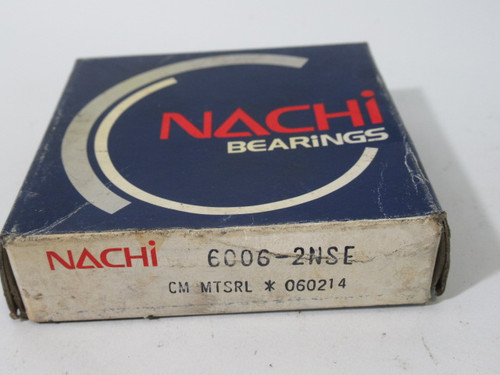 NACHi
BEARiNGS
NACHi 6006-2NSE
CM MTSRL * 060214